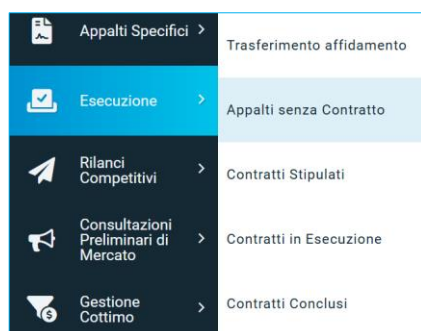 Appalti Specifici
Esecuzione
Rilanci
Competitivi
Consultazioni
Preliminari di
Mercato
Gestione
Cottimo
Trasferimento affidamento
Appalti senza Contratto
Contratti Stipulati
Contratti in Esecuzione
Contratti Conclusi